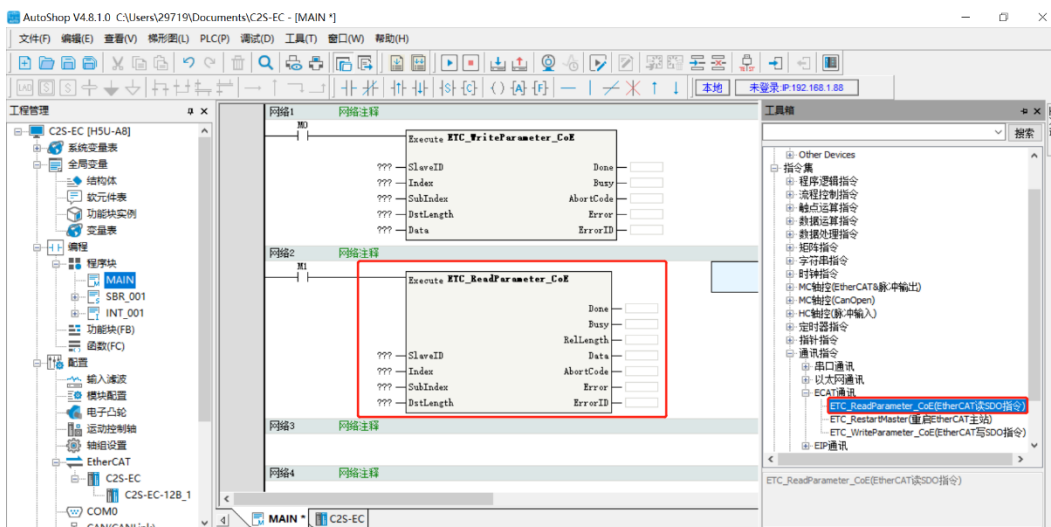 AutoShop V4.8.1.0 C:\Users\29719\Documents\C2S-EC - [MAIN *]
文件(F) 编辑(E) 查看(V) 梯形图(L) PLC(P) 调试(D) 工具(T) 窗口(W) 帮助(H)
本地
未登录:IP:192.168.1.88
工程管理
C2S-EC [H5U-A8]
系统变量表
全局变量
结构体
软元件表
功能块实例
变量表
编程
程序块
MAIN
SBR_001
INT_001
功能块(FB)
函数(FC)
配置
输入滤波
模块配置
电子凸轮
运动控制轴
轴组设置
EtherCAT
C2S-EC
C2S-EC-12B_1
COM0
CAN(CANLink)
网络1 网络注释
M0
Execute ETC_WriteParameter_CoE
??? SlaveID Done
??? Index Busy
??? SubIndex AbortCode
??? DstLength Error
??? Data ErrorID
网络2 网络注释
M1
Execute ETC_ReadParameter_CoE
Done
Busy
RelLength
??? SlaveID Data
??? Index AbortCode
??? SubIndex Error
??? DstLength ErrorID
网络3 网络注释
网络4 网络注释
MAIN * C2S-EC
工具箱
搜索
Other Devices
指令集
程序逻辑指令
流程控制指令
触点运算指令
数据运算指令
数据处理指令
矩阵指令
字符串指令
时钟指令
MC轴控(EtherCAT&脉冲输出)
MC轴控(CanOpen)
HC轴控(脉冲输入)
定时器指令
指针指令
通讯指令
串口通讯
以太网通讯
ECAT通讯
ETC_ReadParameter_CoE(EtherCAT读SDO指令)
ETC_RestartMaster(重启EtherCAT主站)
ETC_WriteParameter_CoE(EtherCAT写SDO指令)
EIP通讯
ETC_ReadParameter_CoE(EtherCAT读SDO指令)